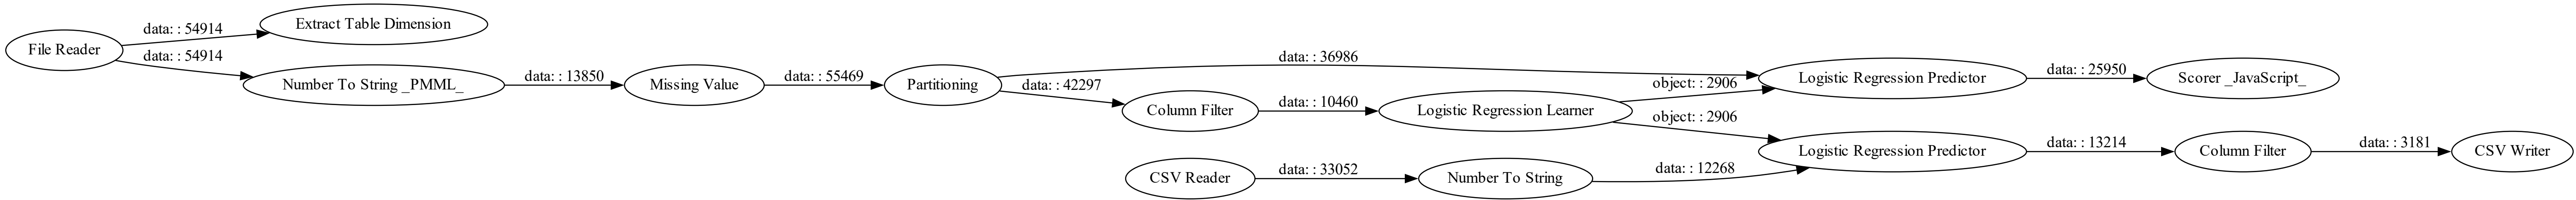 File Reader
data: : 54914
data: : 54914
Extract Table Dimension
Number To String _PMML_
data: : 13850
Missing Value
data: : 55469
Partitioning
data: : 36986
data: : 42297
Column Filter
data: : 10460
Logistic Regression Learner
object: : 2906
object: : 2906
Logistic Regression Predictor
data: : 25950
Scorer _JavaScript_
CSV Reader
data: : 33052
Number To String
data: : 12268
Logistic Regression Predictor
data: : 13214
Column Filter
data: : 3181
CSV Writer